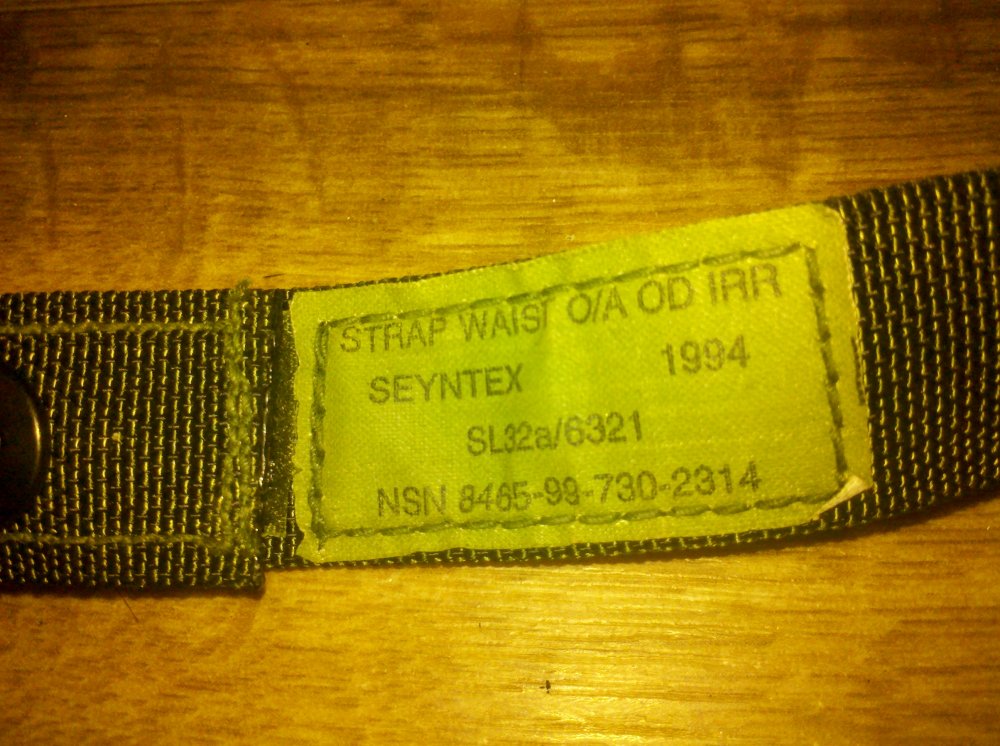 STRAP WAIST O/A OD IRR
SEYNTEX 1994
SL32a/6321
NSN 8465-99-730-2314